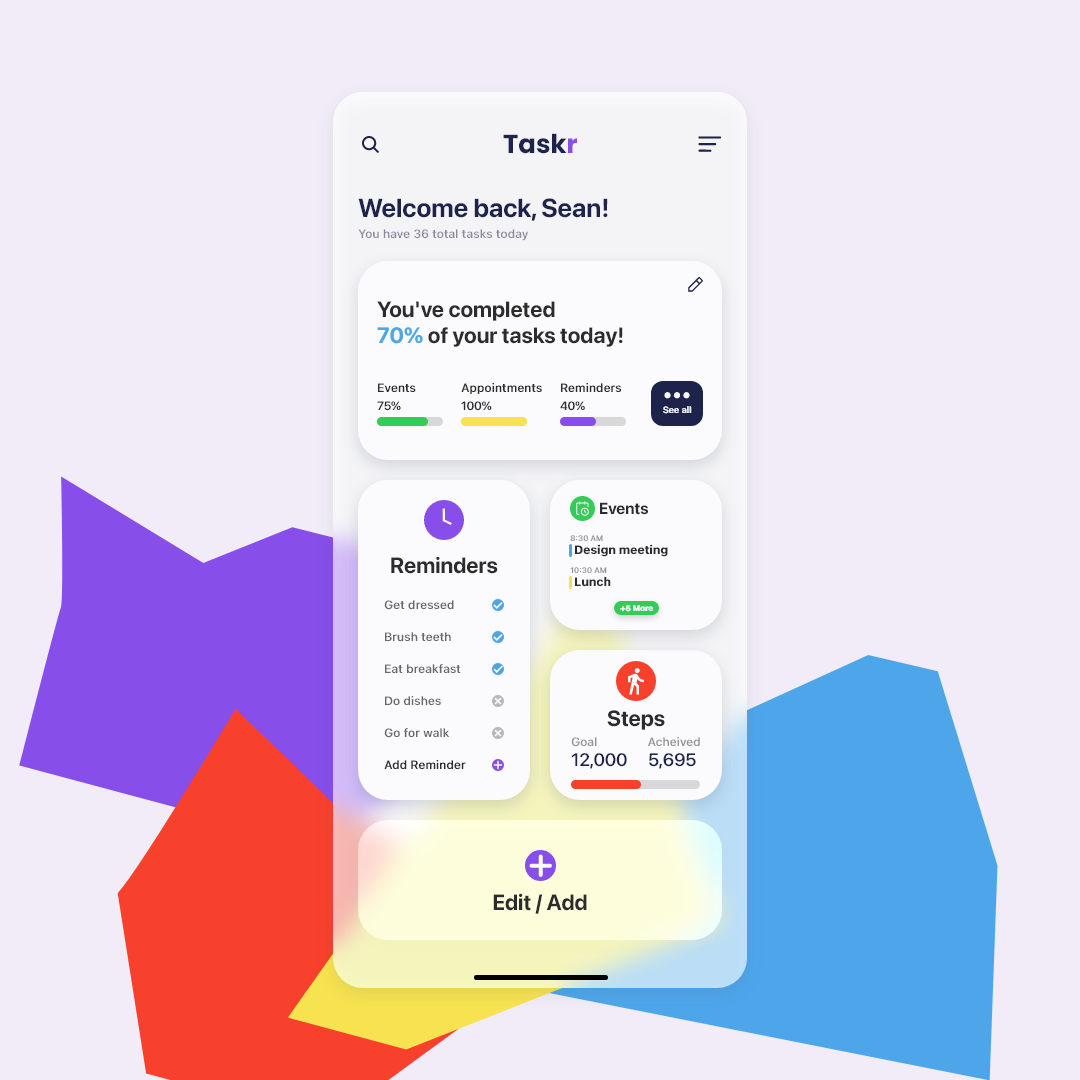 Taskr
Welcome back, Sean!
You have 36 total tasks today
You've completed
70% of your tasks today!
Events
75%
Appointments
100%
Reminders
40%
See all
Reminders
Get dressed
Brush teeth
Eat breakfast
Do dishes
Go for walk
Add Reminder
Events
8:30 AM
Design meeting
10:30 AM
Lunch
+5 More
Steps
Goal
12,000
Acheived
5,695
Edit / Add